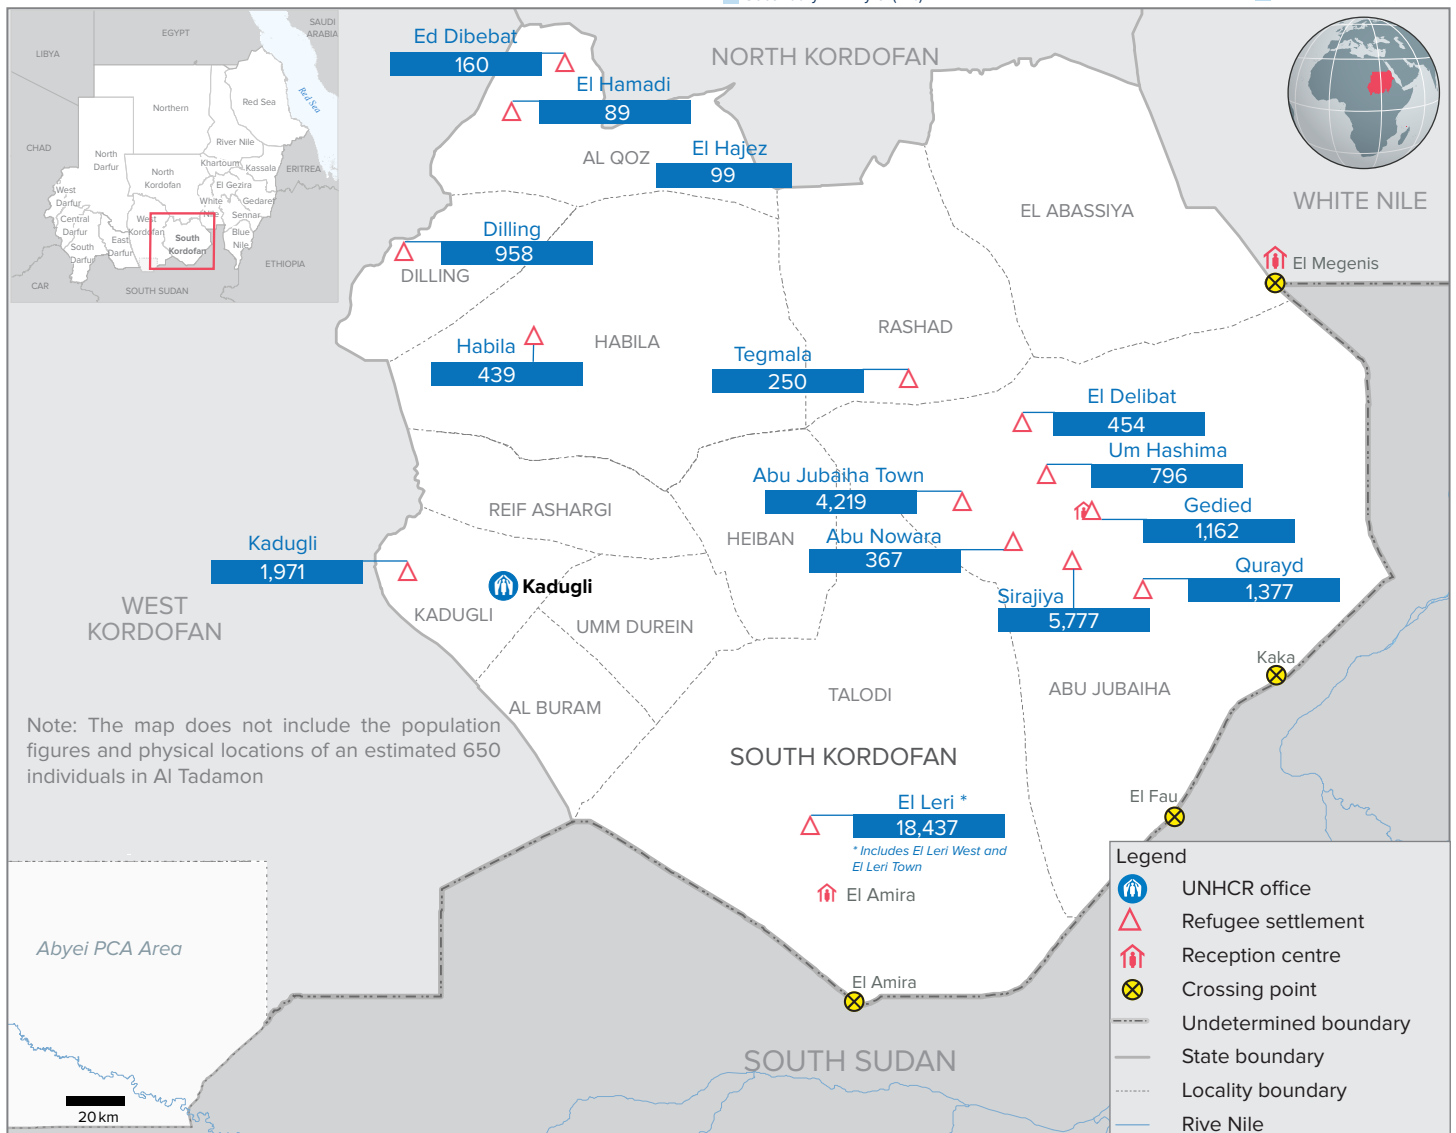 EGYPT
SAUDI
ARABIA
LIBYA
Red Sea
Northern
Red Sea
River Nile
CHAD
North
Darfur
North
Kordofan
Khartoum
Kassala
ERITREA
El Gezira
West
Darfur
White
Nile
Gedaref
Central
Darfur
West
Kordofan
Sennar
South
Kordofan
Blue
Nile
East
Darfur
South
Darfur
ETHIOPIA
CAR
SOUTH SUDAN
NORTH KORDOFAN
WHITE NILE
Ed Dibebat
160
El Hamadi
89
AL QOZ
El Hajez
99
EL ABASSIYA
Dilling
958
DILLING
El Megenis
RASHAD
HABILA
Habila
439
Tegmala
250
El Delibat
454
Um Hashima
796
Abu Jubaiha Town
4,219
Gedied
1,162
REIF ASHARGI
HEIBAN
Abu Nowara
367
Kadugli
1,971
Qurayd
1,377
Kadugli
Sirajiya
5,777
WEST
KORDOFAN
KADUGLI
UMM DUREIN
Kaka
TALODI
ABU JUBAIHA
AL BURAM
Note: The map does not include the population
figures and physical locations of an estimated 650
individuals in Al Tadamon
SOUTH KORDOFAN
El Fau
El Leri *
18,437
* Includes El Leri West and
El Leri Town
El Amira
Abyei PCA Area
El Amira
SOUTH SUDAN
20 km
Legend
UNHCR office
Refugee settlement
Reception centre
Crossing point
Undetermined boundary
State boundary
Locality boundary
Rive Nile